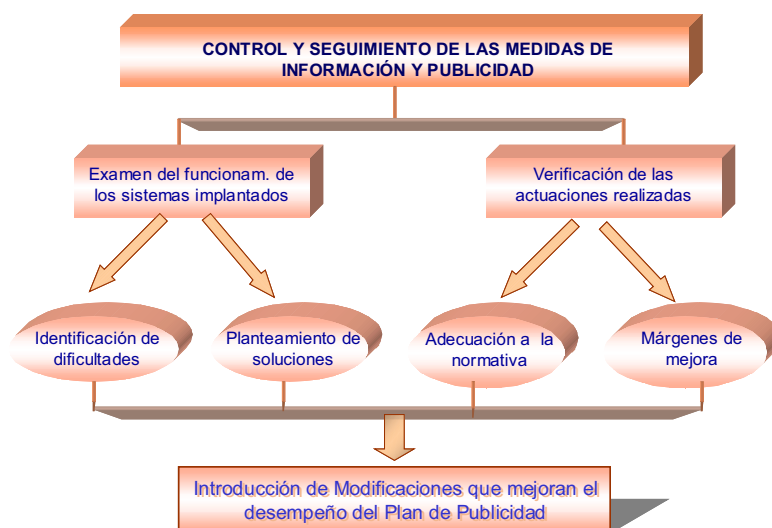 CONTROL Y SEGUIMIENTO DE LAS MEDIDAS DE
INFORMACIÓN Y PUBLICIDAD
Examen del funcionam. de
los sistemas implantados
Verificación de las
actuaciones realizadas
Identificación de
dificultades
Planteamiento de
soluciones
Adecuación a la
normativa
Márgenes de
mejora
Introducción de Modificaciones que mejoran el
desempeño del Plan de Publicidad